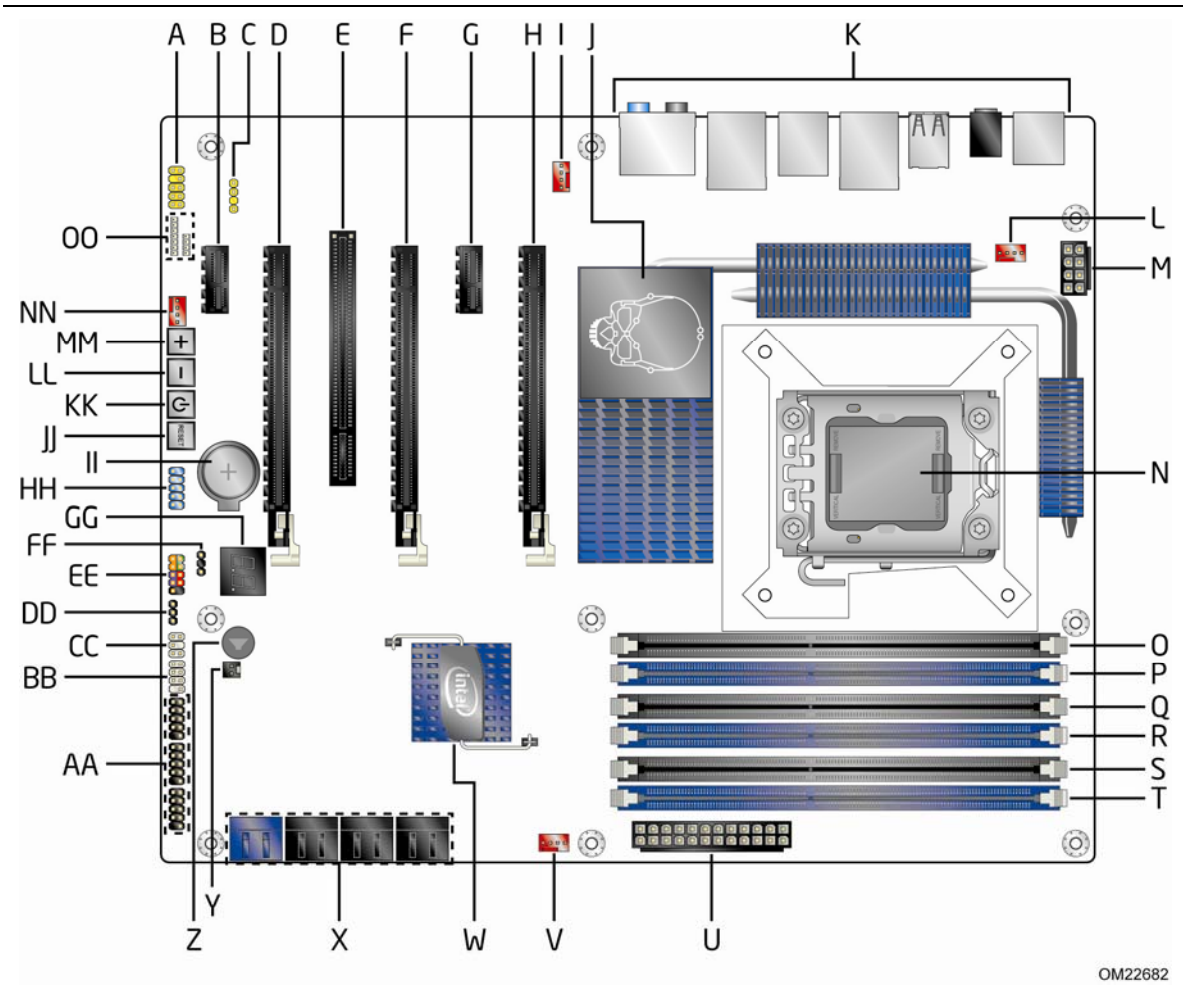 A B C D E F G H I J K
L
M
OO
NN
MM
+
LL
-
KK
JJ
RESET
II
+
HH
N
GG
FF
EE
DD
CC
BB
AA
intel
O
P
Q
R
S
T
Z Y X W V U
OM22682